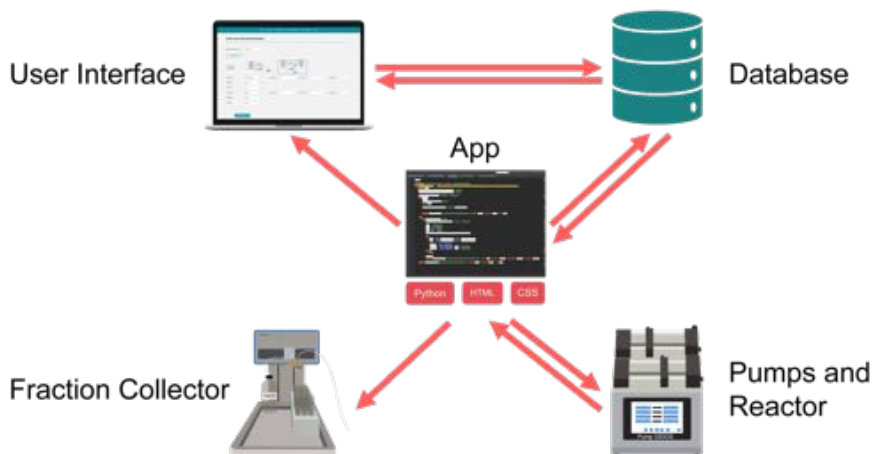 User Interface
Database
App
Python
HTML
CSS
Fraction Collector
Pumps and
Reactor